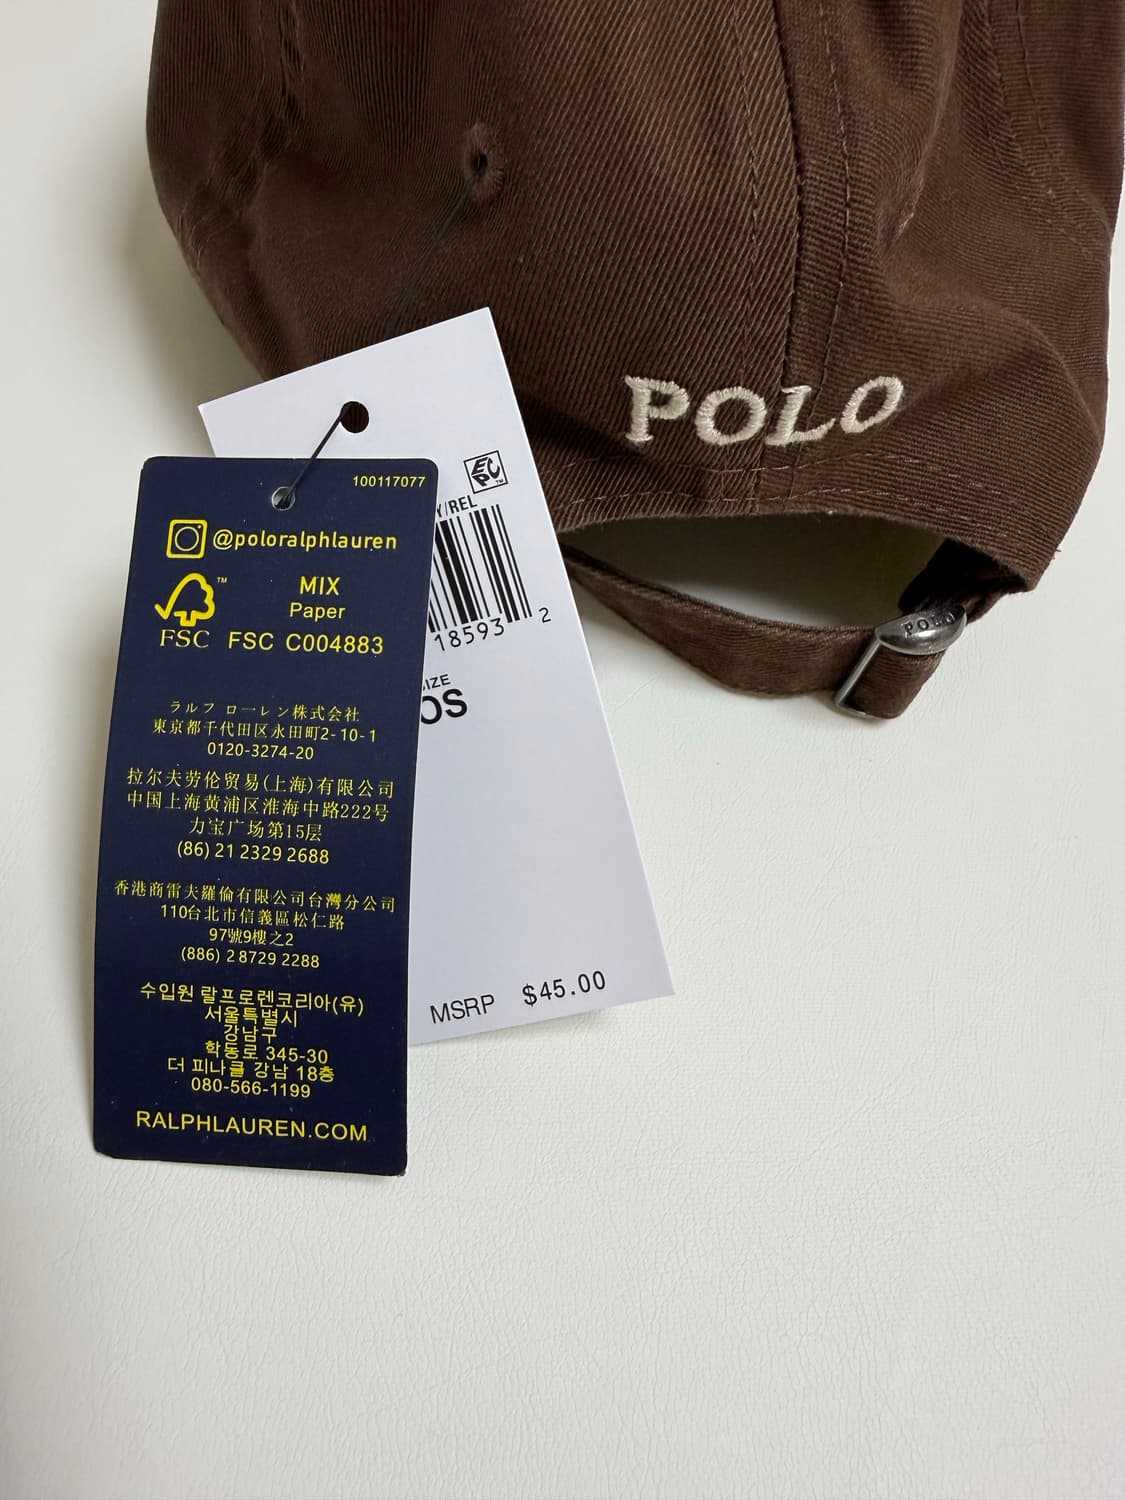 POLO
POLO
100117077
@poloralphlauren
MIX
Paper
FSC
FSC C004883
ラルフ ローレン株式会社
東京都千代田区永田町2-10-1
0120-3274-20
拉尔夫劳伦贸易(上海)有限公司
中国上海黄浦区淮海中路222号
力宝广场第15层
(86) 21 2329 2688
香港商雷夫羅倫有限公司台灣分公司
110台北市信義區松仁路
97號9樓之2
(886) 2 8729 2288
수입원 랄프로렌코리아(유)
서울특별시
강남구
학동로 345-30
더 피나클 강남 18층
080-566-1199
RALPHLAUREN.COM
EPC™
Y/REL
18593 2
SIZE
OS
MSRP $45.00